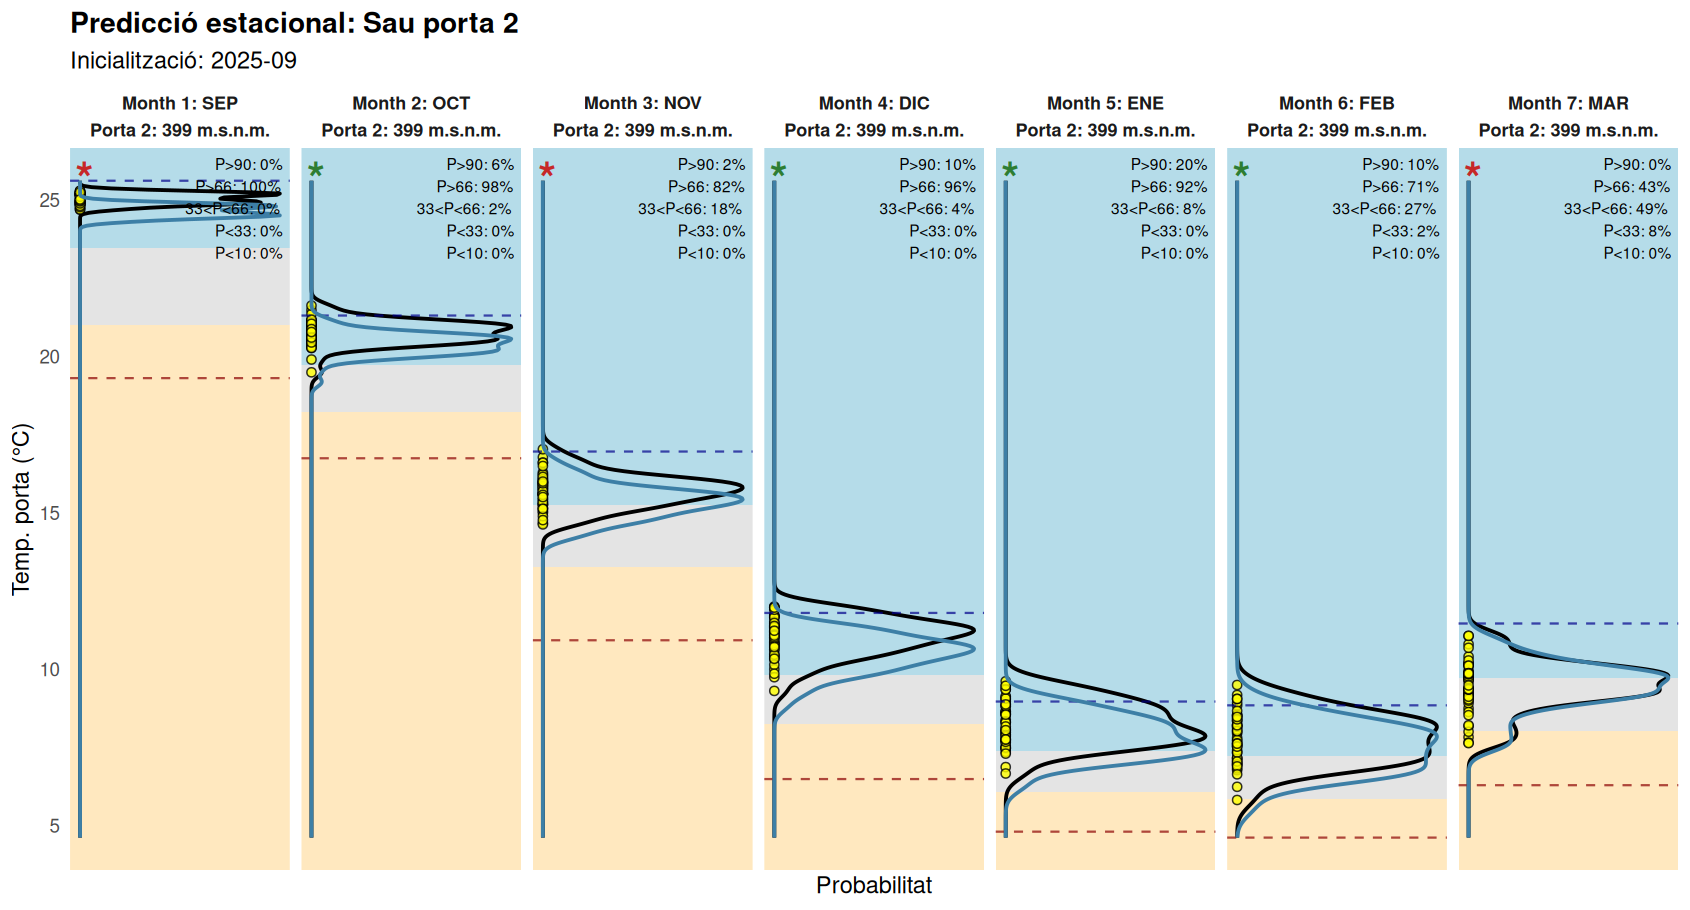 Predicció estacional: Sau porta 2
Inicialització: 2025-09
Month 1: SEP
Porta 2: 399 m.s.n.m.
Month 2: OCT
Porta 2: 399 m.s.n.m.
Month 3: NOV
Porta 2: 399 m.s.n.m.
Month 4: DIC
Porta 2: 399 m.s.n.m.
Month 5: ENE
Porta 2: 399 m.s.n.m.
Month 6: FEB
Porta 2: 399 m.s.n.m.
Month 7: MAR
Porta 2: 399 m.s.n.m.
P>90: 0%
P>66: 100%
33<P<66: 0%
P<33: 0%
P<10: 0%
P>90: 6%
P>66: 98%
33<P<66: 2%
P<33: 0%
P<10: 0%
P>90: 2%
P>66: 82%
33<P<66: 18%
P<33: 0%
P<10: 0%
P>90: 10%
P>66: 96%
33<P<66: 4%
P<33: 0%
P<10: 0%
P>90: 20%
P>66: 92%
33<P<66: 8%
P<33: 0%
P<10: 0%
P>90: 10%
P>66: 71%
33<P<66: 27%
P<33: 2%
P<10: 0%
P>90: 0%
P>66: 43%
33<P<66: 49%
P<33: 8%
P<10: 0%
25
20
15
10
5
Temp. porta (°C)
Probabilitat